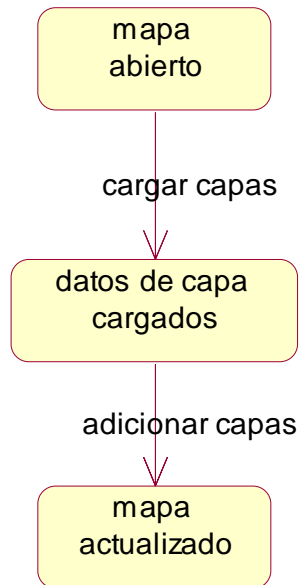 mapa
abierto
cargar capas
datos de capa
cargados
adicionar capas
mapa
actualizado